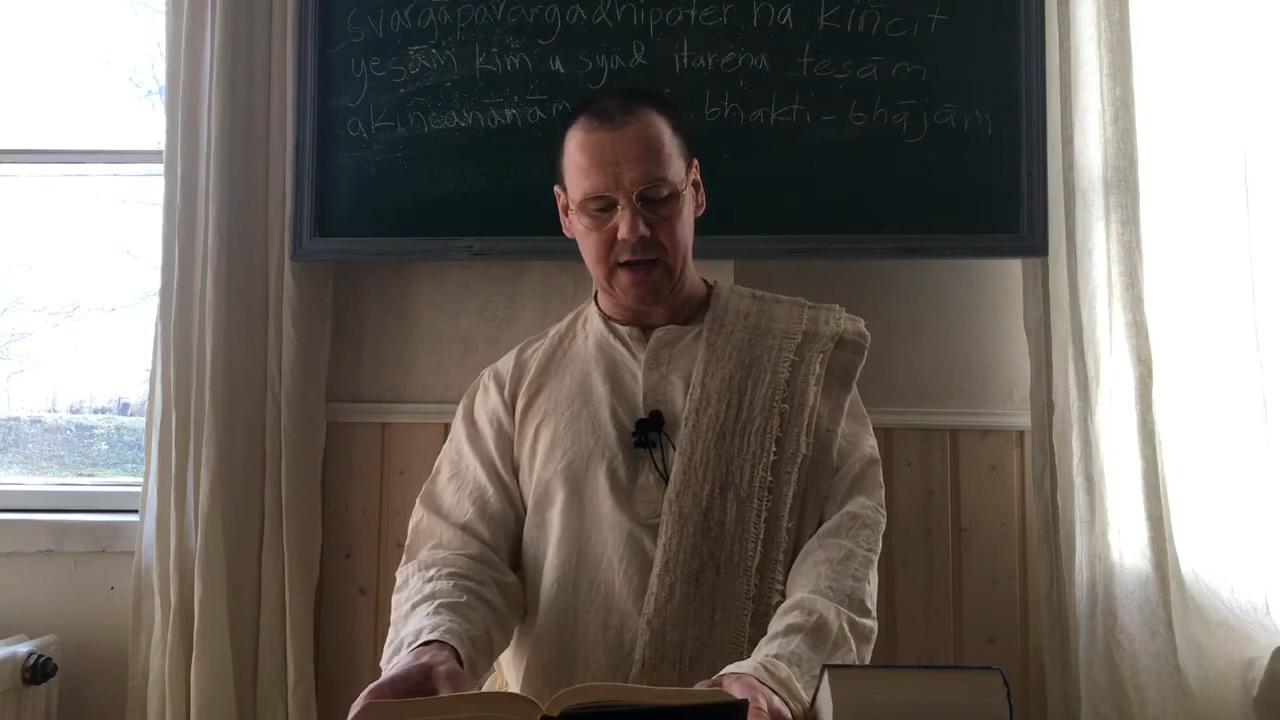 svargāpavargādhipater na kiñcit
yeṣām kim u syād itareṇa teṣām
akiñcanānām bhakti-bhājām